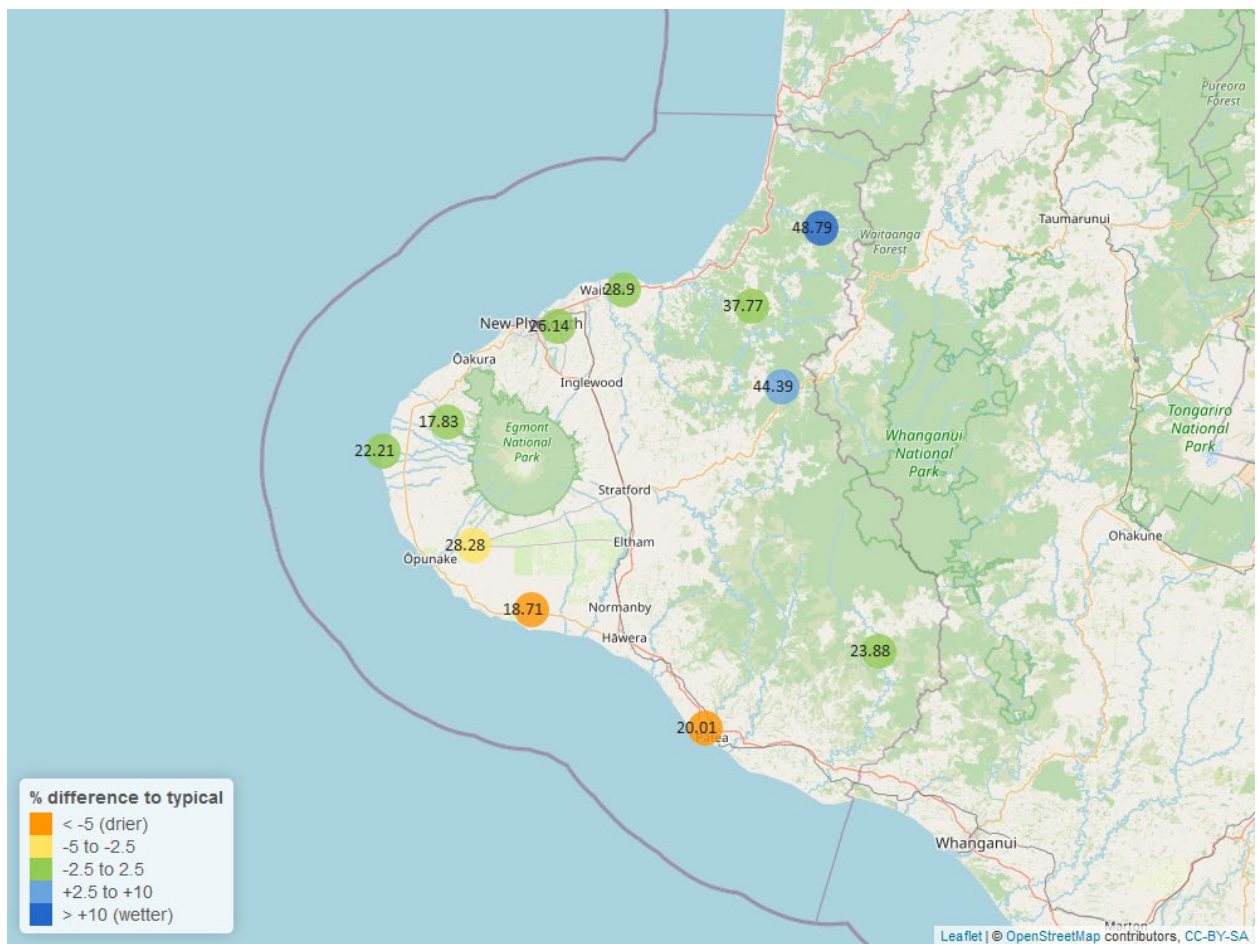 Pureora
Forest
Taumarunui
48.79
Waitaanga
Forest
28.9
37.77
New Plymouth
26.14
Ōakura
Inglewood
44.39
17.83
Egmont
National
Park
Tongariro
National
Park
Whanganui
National
Park
22.21
Stratford
28.28
Eltham
Ōpunake
Ohakune
18.71
Normanby
Hāwera
23.88
20.01
Patea
% difference to typical
< -5 (drier)
-5 to -2.5
-2.5 to 2.5
+2.5 to +10
> +10 (wetter)
Whanganui
Marton
Leaflet | © OpenStreetMap contributors, CC-BY-SA